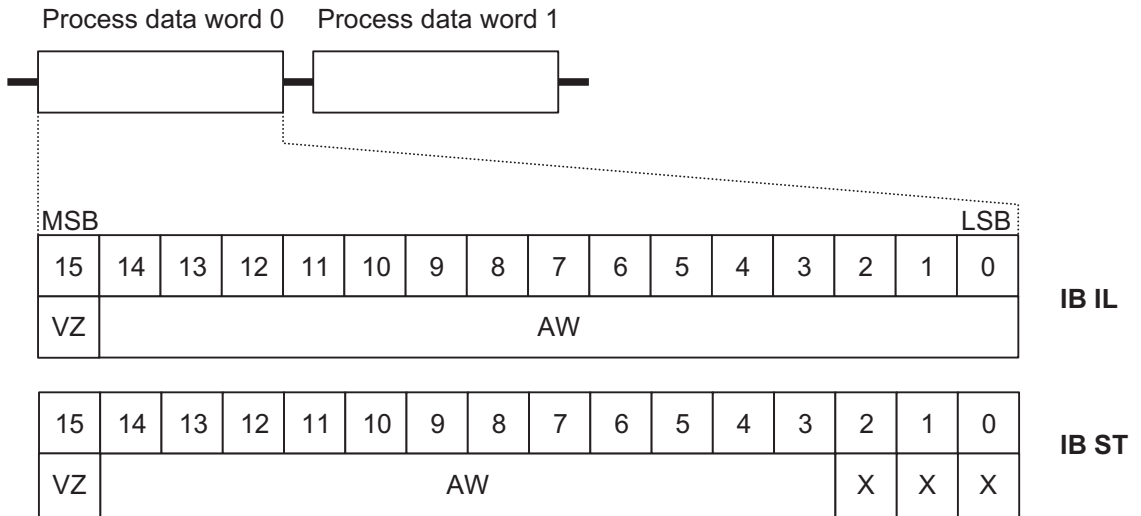 Process data word 0 Process data word 1
MSB LSB
15 14 13 12 11 10 9 8 7 6 5 4 3 2 1 0
IB IL
VZ AW
15 14 13 12 11 10 9 8 7 6 5 4 3 2 1 0
IB ST
VZ AW X X X